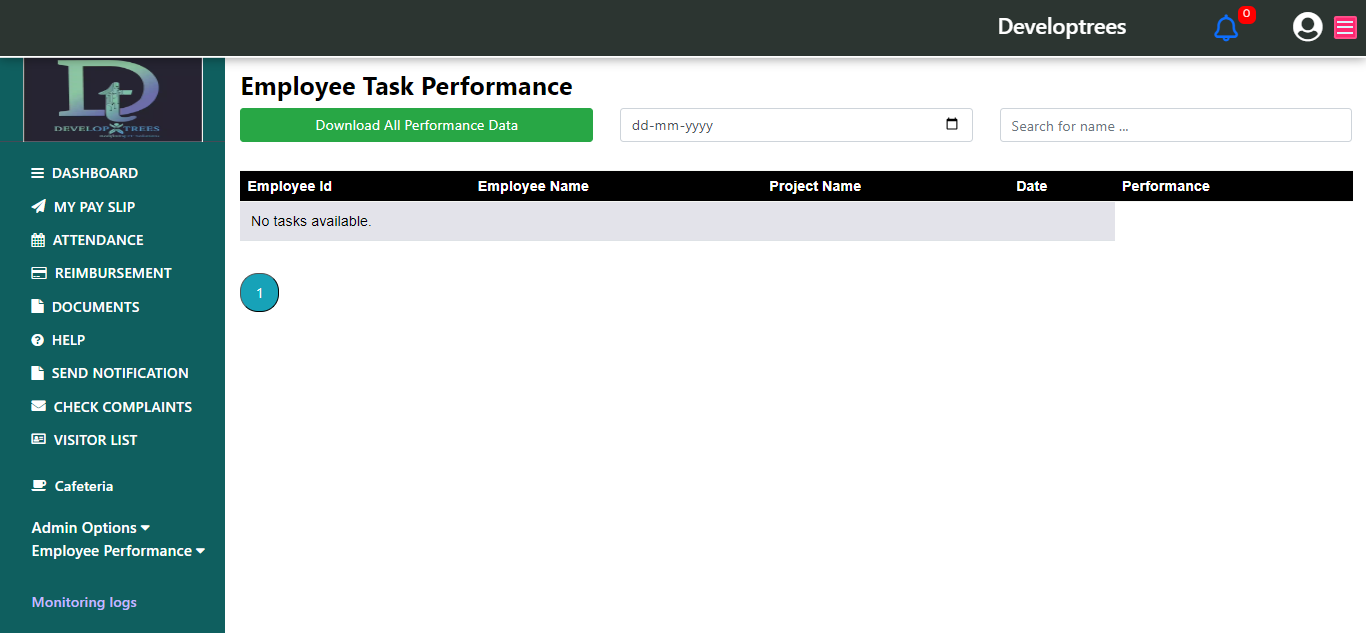 Developtrees
0
Dt
DEVELOP TREES
Employee Task Performance
Download All Performance Data
dd-mm-yyyy
Search for name ...
Employee Id Employee Name Project Name Date Performance
No tasks available.
1
DASHBOARD
MY PAY SLIP
ATTENDANCE
REIMBURSEMENT
DOCUMENTS
HELP
SEND NOTIFICATION
CHECK COMPLAINTS
VISITOR LIST
Cafeteria
Admin Options
Employee Performance
Monitoring logs